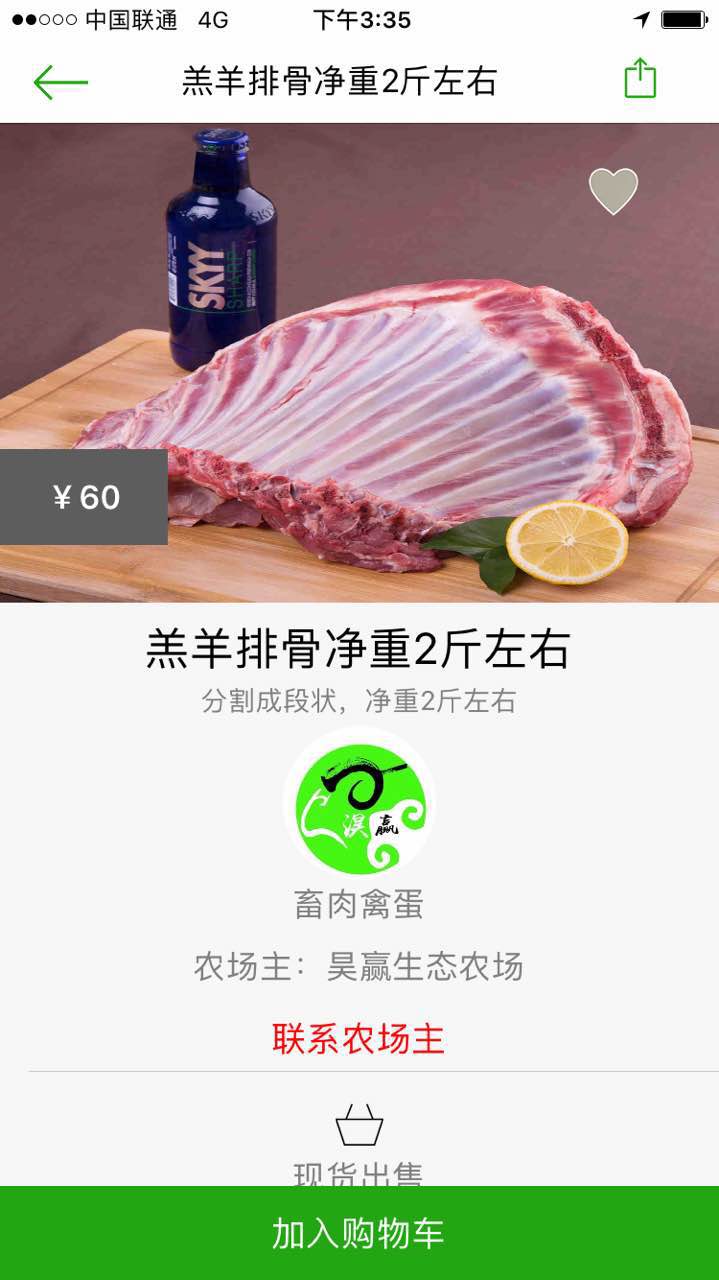 中国联通 4G 下午3:35
羔羊排骨净重2斤左右
SKYY
SHARP
¥60
羔羊排骨净重2斤左右
分割成段状，净重2斤左右
淏赢
畜肉禽蛋
农场主：昊赢生态农场
联系农场主
现货出售
加入购物车